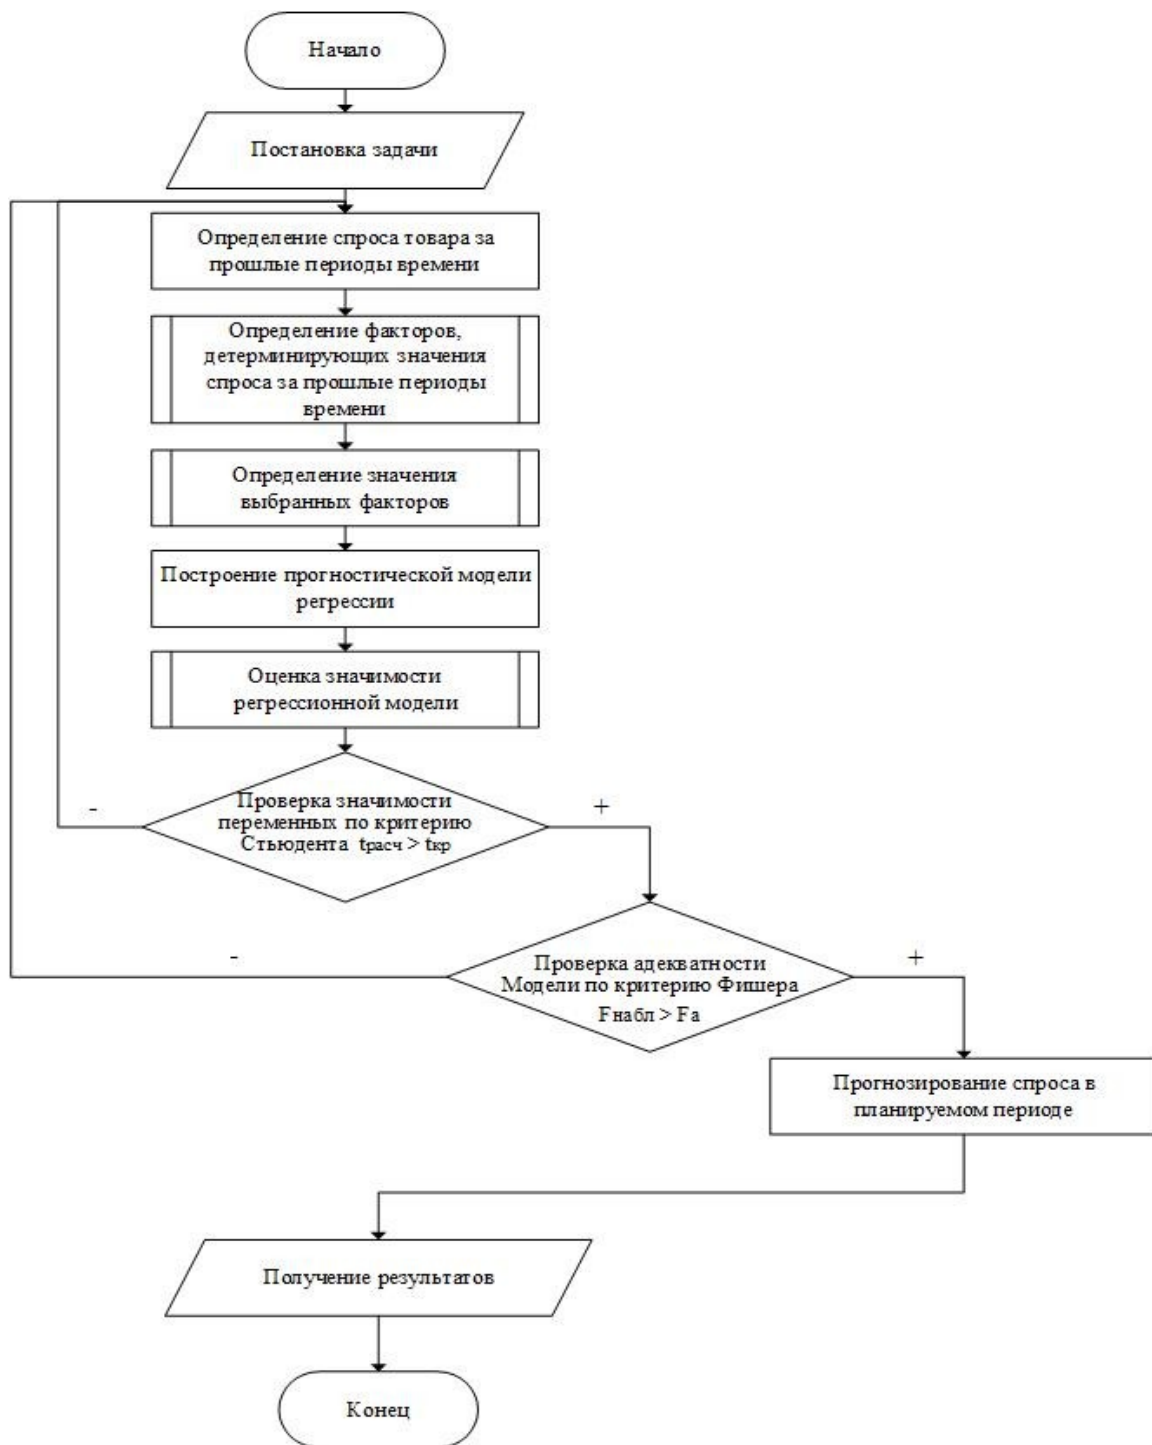 Начало
Постановка задачи
Определение спроса товара за
прошлые периоды времени
Определение факторов,
детерминирующих значения
спроса за прошлые периоды
времени
Определение значения
выбранных факторов
Построение прогностической модели
регрессии
Оценка значимости
регрессионной модели
-
Проверка значимости
переменных по критерию
Стьюдента tрасч > tкр
+
-
Проверка адекватности
Модели по критерию Фишера
Fнабл > Fа
+
Прогнозирование спроса в
планируемом периоде
Получение результатов
Конец